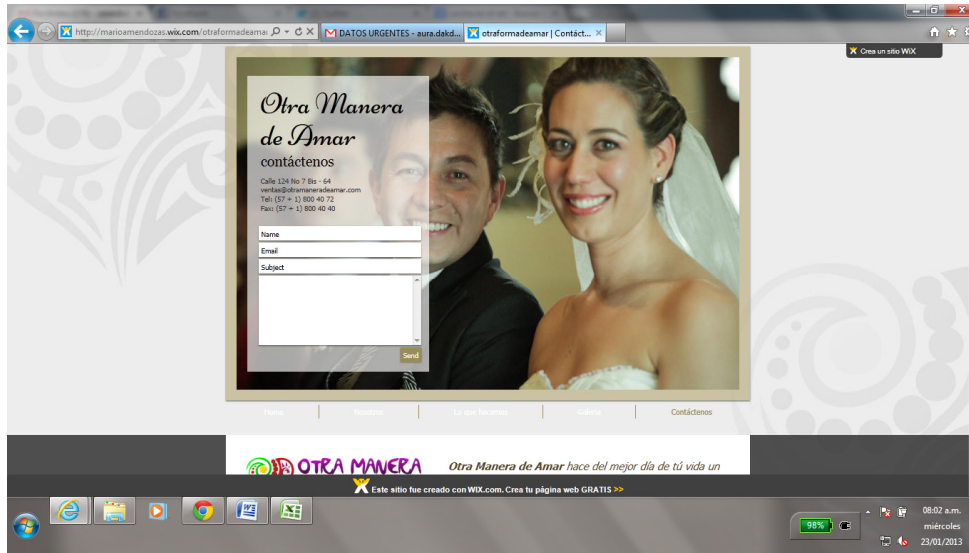 http://marioamendozas.wix.com/otraformadeamar
DATOS URGENTES - aura.dakd...
otraformadeamar | Contáct...
Crea un sitio WiX
Otra Manera
de Amar
contáctenos
Calle 124 No 7 Bis - 64
ventas@otramaneradeamar.com
Tel: (57 + 1) 800 40 72
Fax: (57 + 1) 800 40 40
Name
Email
Subject
Send
Home
Nosotros
Lo que hacemos
Galería
Contáctenos
OTRA MANERA
Otra Manera de Amar hace del mejor día de tú vida un
Este sitio fue creado con WIX.com. Crea tu página web GRATIS >>
98%
08:02 a.m.
miércoles
23/01/2013